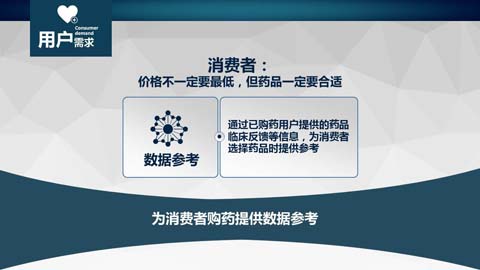 Consumer
demand
用户需求
消费者：
价格不一定要最低，但药品一定要合适
数据参考
通过已购药用户提供的药品
临床反馈等信息，为消费者
选择药品时提供参考
为消费者购药提供数据参考